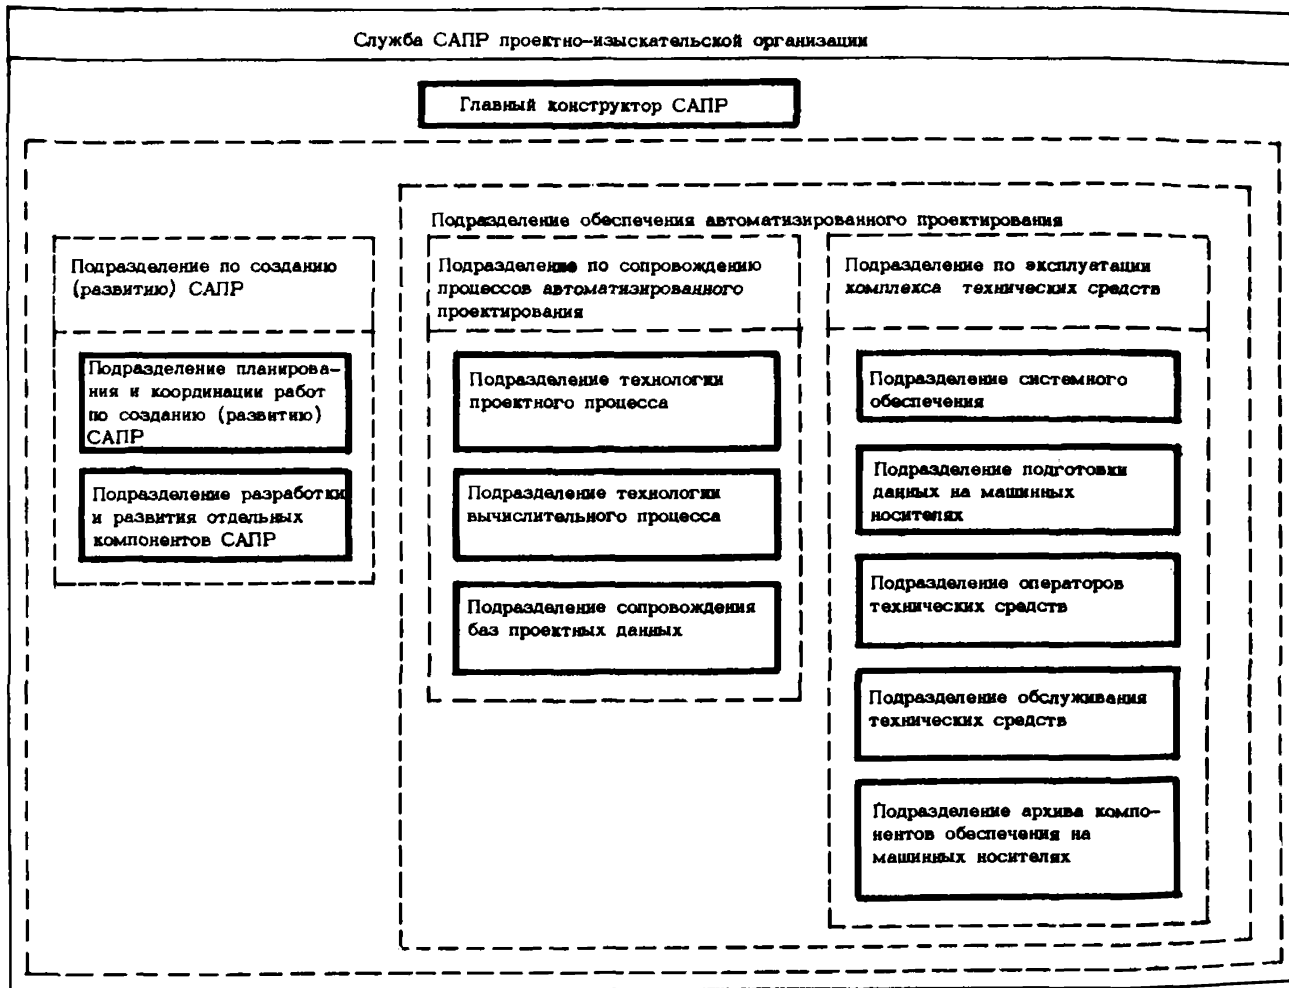 Служба САПР проектно-изыскательской организации
Главный конструктор САПР
Подразделение обеспечения автоматизированного проектирования
Подразделение по созданию
(развитию) САПР
Подразделение планирова-
ния и координации работ
по созданию (развитию)
САПР
Подразделение разработки
и развития отдельных
компонентов САПР
Подразделение по сопровождению
процессов автоматизированного
проектирования
Подразделение технологии
проектного процесса
Подразделение технологии
вычислительного процесса
Подразделение сопровождения
баз проектных данных
Подразделение по эксплуатации
комплекса технических средств
Подразделение системного
обеспечения
Подразделение подготовки
данных на машинных
носителях
Подразделение операторов
технических средств
Подразделение обслуживания
технических средств
Подразделение архива компо-
нентов обеспечения на
машинных носителях